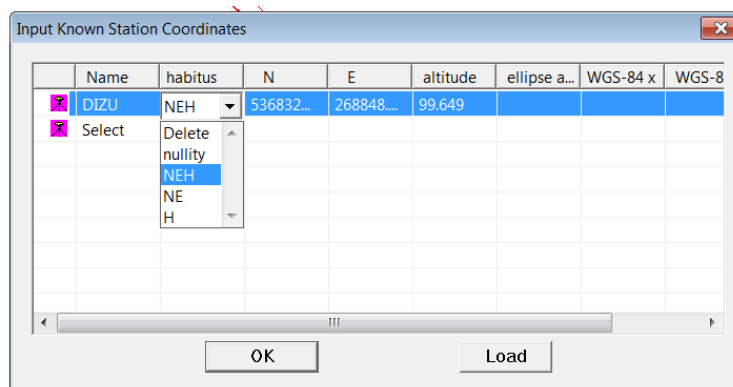 Input Known Station Coordinates
Name habitus N E altitude ellipse a... WGS-84 x WGS-8
DIZU NEH 536832... 268848.... 99.649
Select Delete
nullity
NEH
NE
H
OK Load